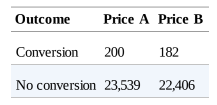 Outcome Price A Price B
Conversion 200 182
No conversion 23,539 22,406